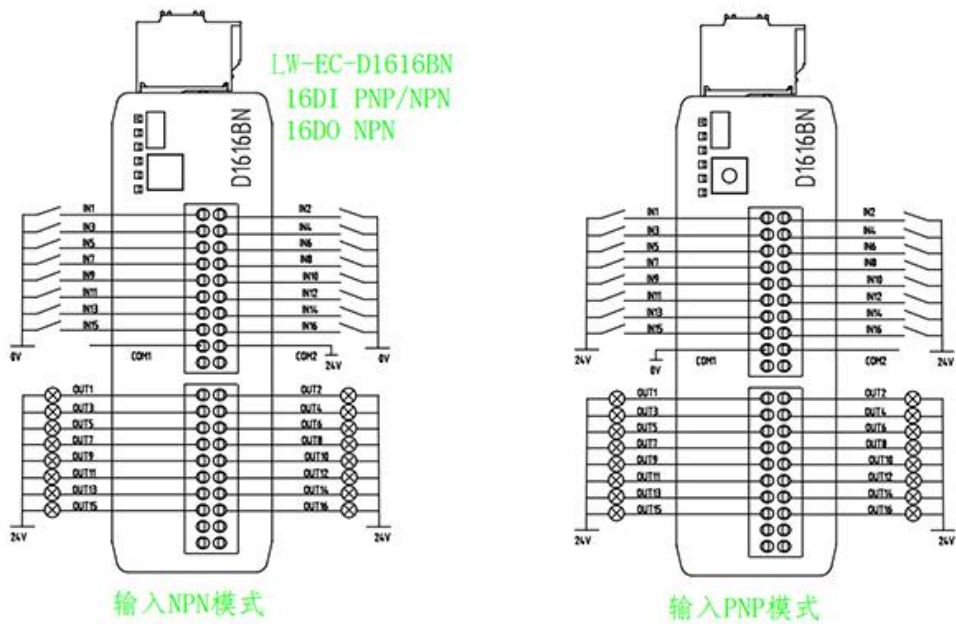 LW-EC-D1616BN
16DI PNP/NPN
16DO NPN
D1616BN
IN1 IN2
IN3 IN4
IN5 IN6
IN7 IN8
IN9 IN10
IN11 IN12
IN13 IN14
IN15 IN16
0V COM1 COM2 24V 0V
OUT1 OUT2
OUT3 OUT4
OUT5 OUT6
OUT7 OUT8
OUT9 OUT10
OUT11 OUT12
OUT13 OUT14
OUT15 OUT16
24V 24V
输入NPN模式
D1616BN
IN1 IN2
IN3 IN4
IN5 IN6
IN7 IN8
IN9 IN10
IN11 IN12
IN13 IN14
IN15 IN16
24V 0V COM1 COM2 24V
OUT1 OUT2
OUT3 OUT4
OUT5 OUT6
OUT7 OUT8
OUT9 OUT10
OUT11 OUT12
OUT13 OUT14
OUT15 OUT16
24V 24V
输入PNP模式